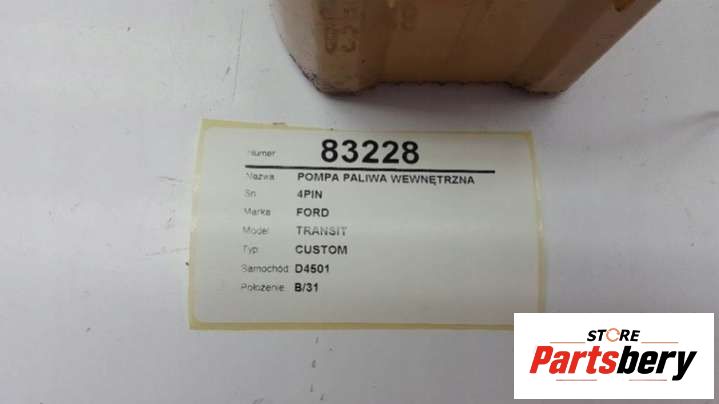 Numer 83228
Nazwa POMPA PALIWA WEWNĘTRZNA
Sn 4PIN
Marka FORD
Model TRANSIT
Typ: CUSTOM
Samochód: D4501
Położenie: B/31
STORE
Partsbery